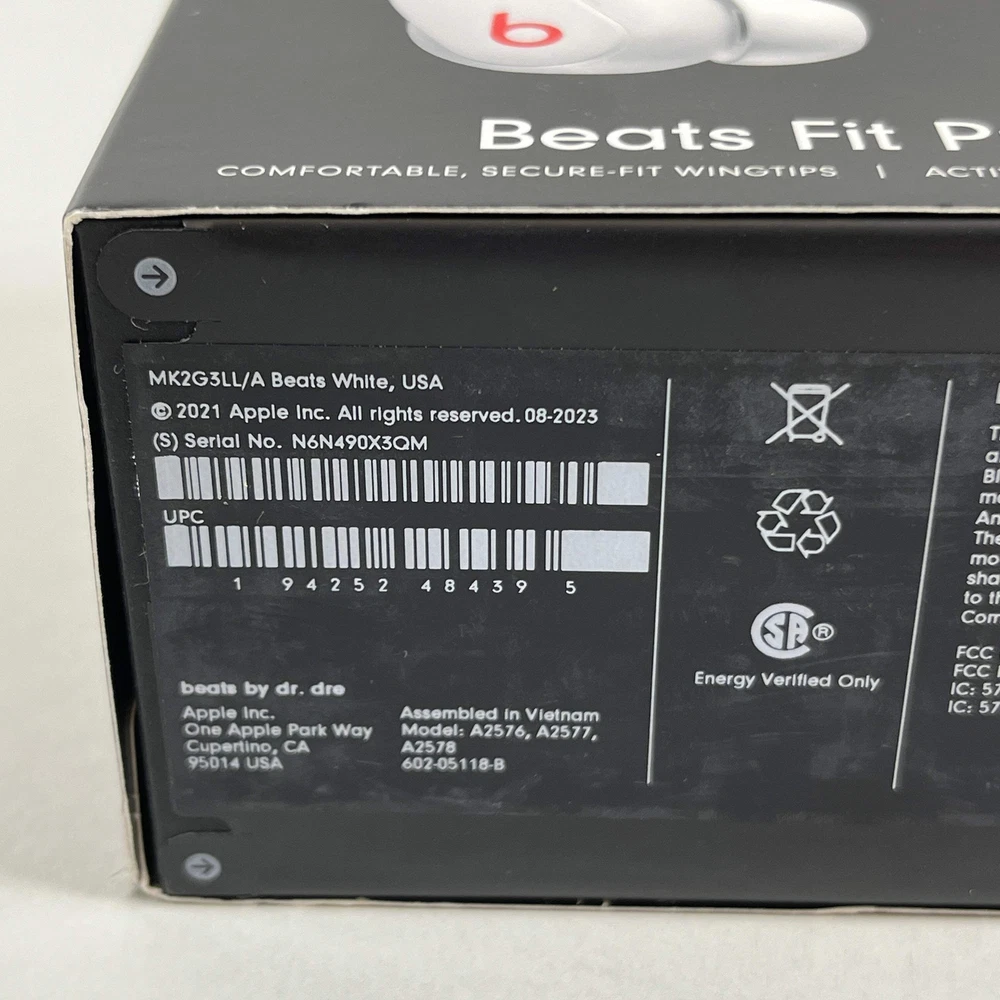 b
Beats Fit
COMFORTABLE, SECURE-FIT WINGTIPS |
MK2G3LL/A Beats White, USA
© 2021 Apple Inc. All rights reserved. 08-2023
(S) Serial No. N6N490X3QM
UPC
1 94252 48439 5
beats by dr. dre
Apple Inc.
One Apple Park Way
Cupertino, CA
95014 USA
Assembled in Vietnam
Model: A2576, A2577,
A2578
602-05118-B
SA ®
Energy Verified Only
to
FCC
FCC
IC: 57
IC: 57